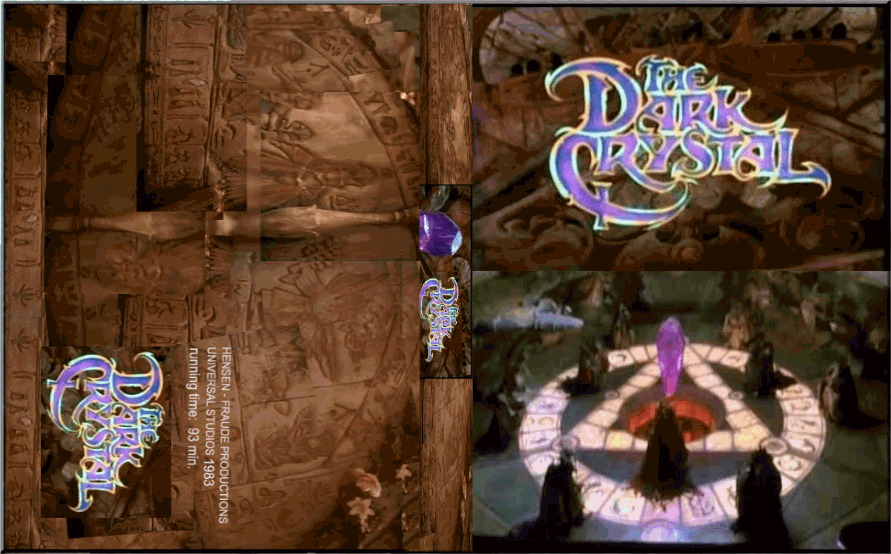 THE
DARK
CRYSTAL
THE
DARK
CRYSTAL
HENSEN - FRAUDE PRODUCTIONS
UNIVERSAL STUDIOS 1983
running time: 93 min.
THE
DARK
CRYSTAL